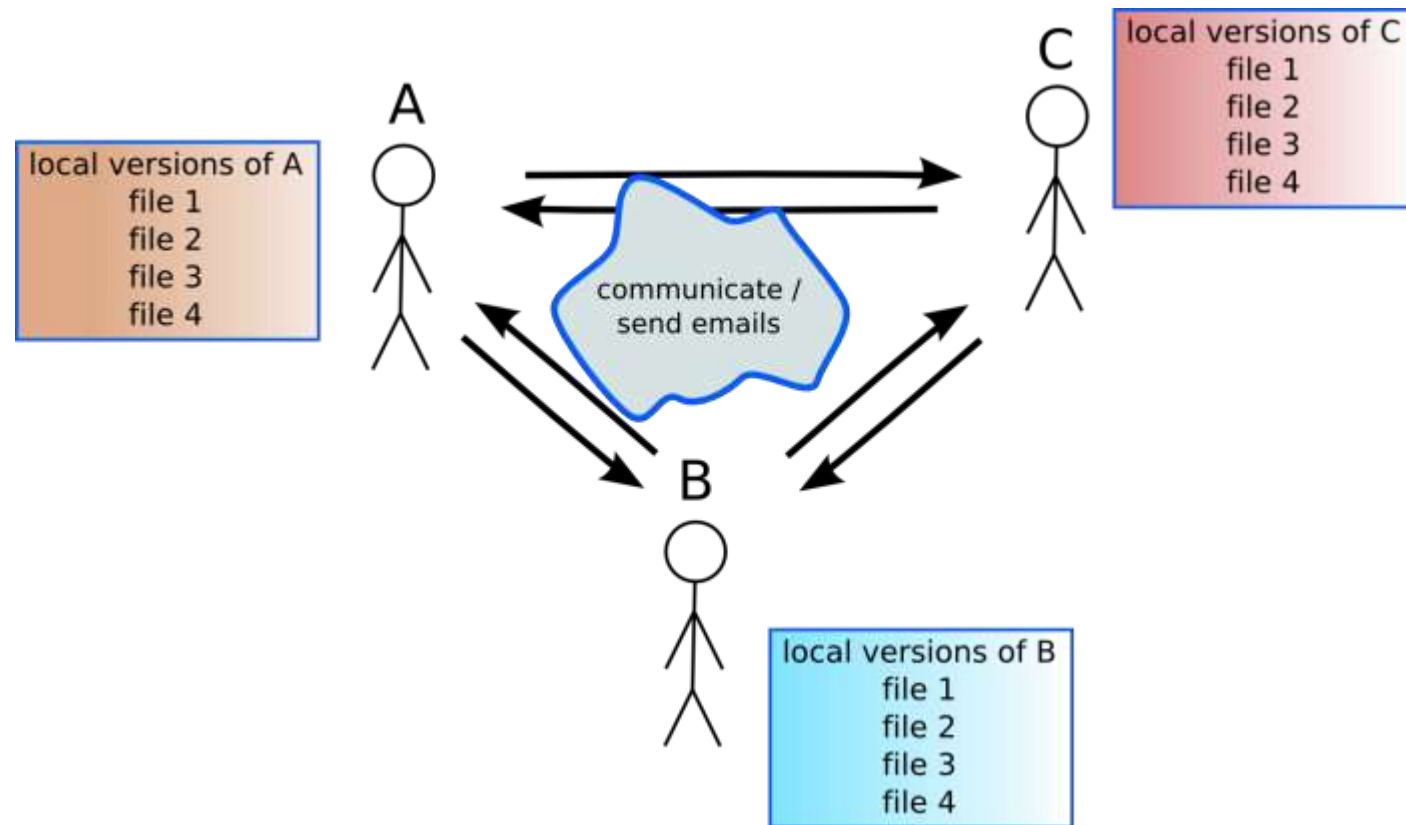 A
local versions of A
file 1
file 2
file 3
file 4
C
local versions of C
file 1
file 2
file 3
file 4
communicate /
send emails
B
local versions of B
file 1
file 2
file 3
file 4